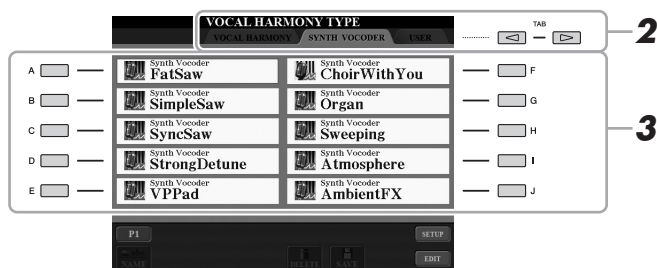 VOCAL HARMONY TYPE
VOCAL HARMONY SYNTH VOCODER USER
TAB
2
A Synth Vocoder FatSaw
Synth Vocoder ChoirWithYou F
B Synth Vocoder SimpleSaw
Synth Vocoder Organ G
3
C Synth Vocoder SyncSaw
Synth Vocoder Sweeping H
D Synth Vocoder StrongDetune
Synth Vocoder Atmosphere I
E Synth Vocoder VPPad
Synth Vocoder AmbientFX J
P1
SETUP
NAME
DELETE
SAVE
EDIT